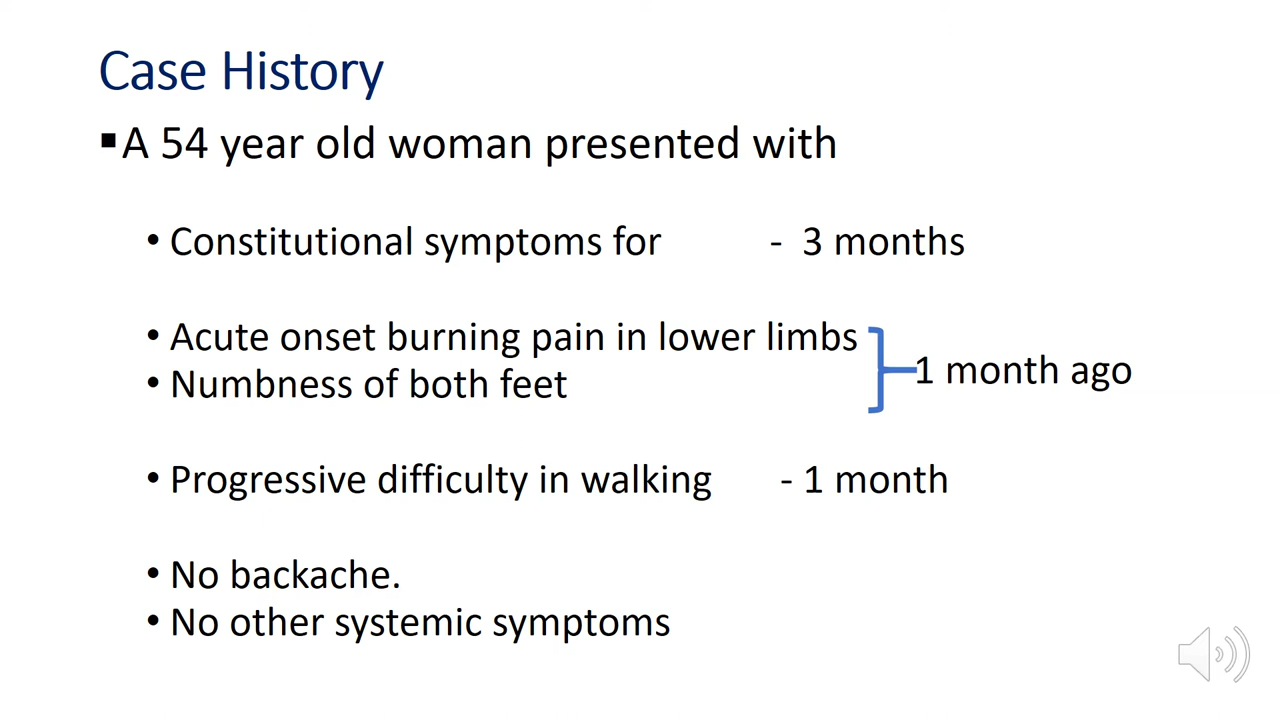 Case History
▪A 54 year old woman presented with
• Constitutional symptoms for - 3 months
• Acute onset burning pain in lower limbs
• Numbness of both feet
1 month ago
• Progressive difficulty in walking - 1 month
• No backache.
• No other systemic symptoms